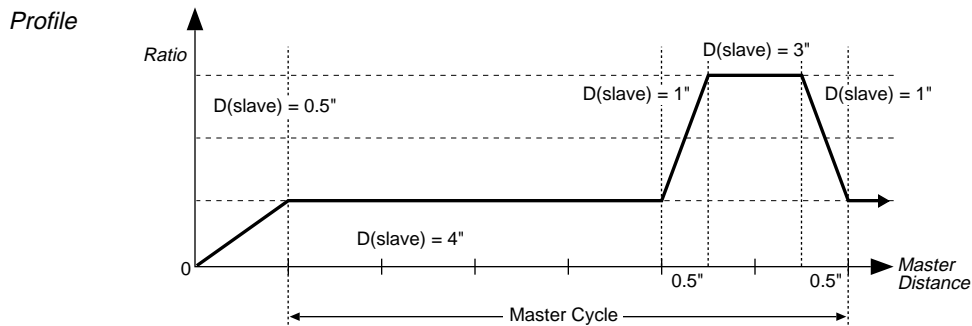 Profile
Ratio
D(slave) = 3"
D(slave) = 0.5"
D(slave) = 1"
D(slave) = 1"
D(slave) = 4"
0
0.5"
0.5"
Master
Distance
Master Cycle